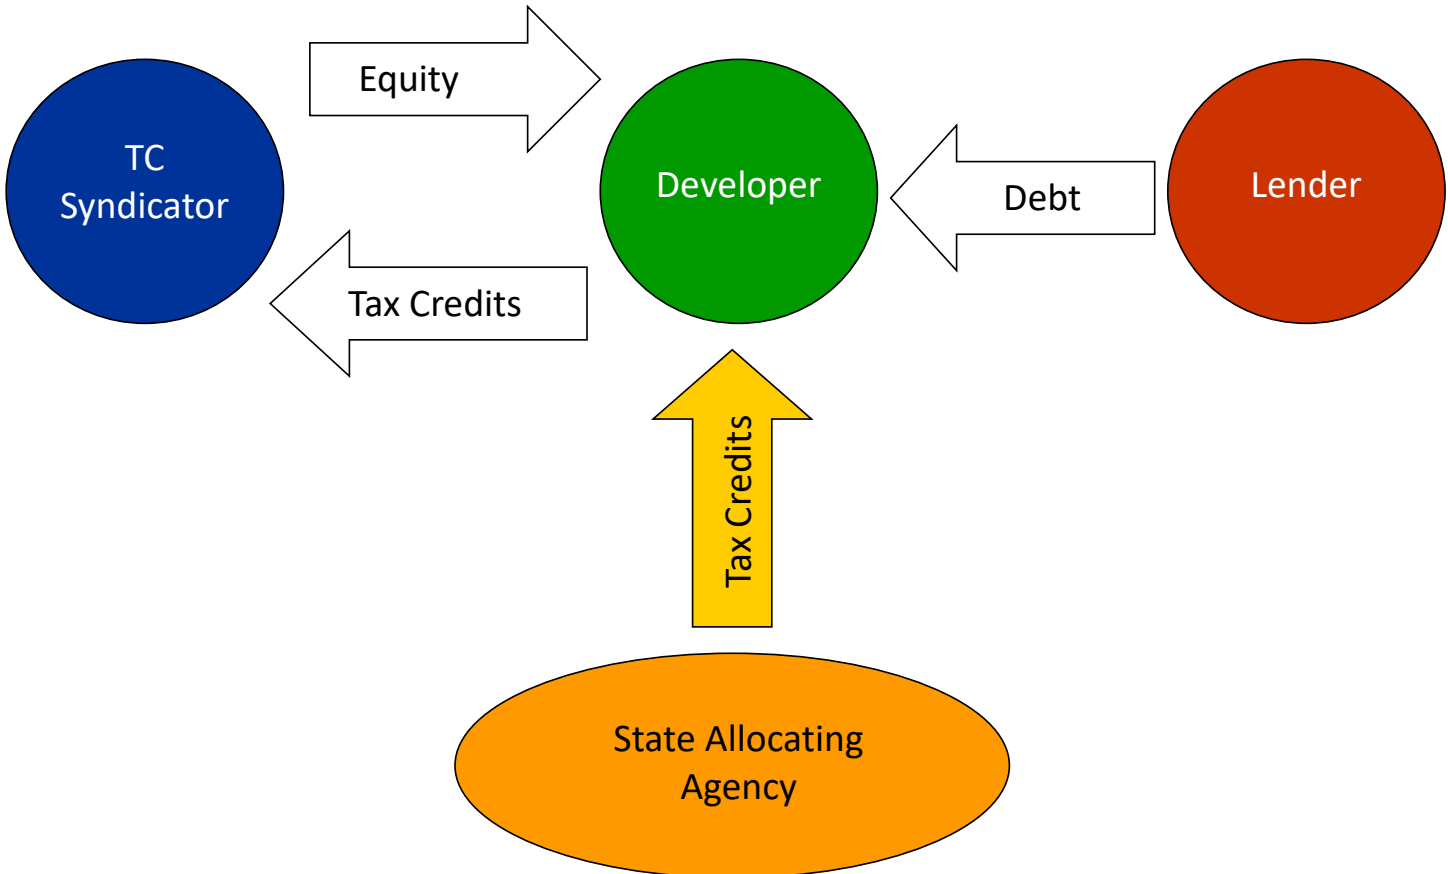 Equity
TC
Syndicator
Developer
Debt
Lender
Tax Credits
Tax Credits
State Allocating
Agency